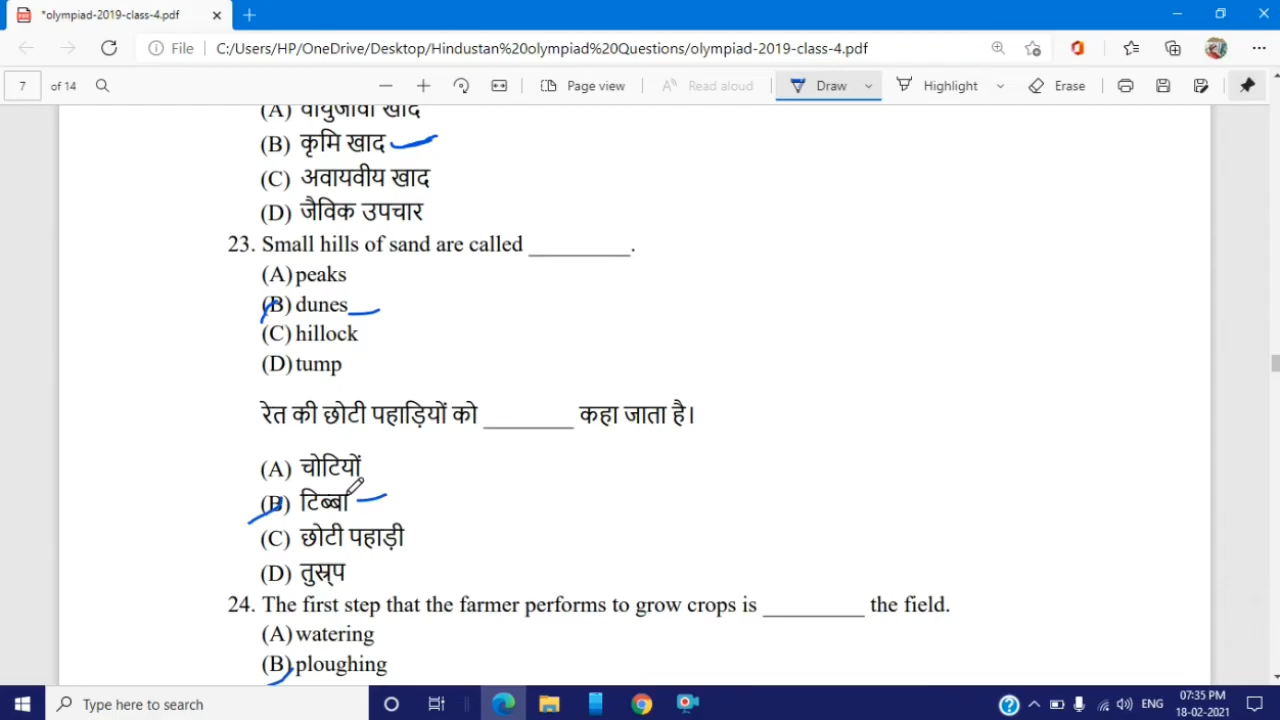 *olympiad-2019-class-4.pdf
File C:/Users/HP/OneDrive/Desktop/Hindustan%20olympiad%20Questions/olympiad-2019-class-4.pdf
7 of 14 Page view Read aloud Draw Highlight Erase
(A) वायुजीवी खाद
(B) कृमि खाद
(C) अवायवीय खाद
(D) जैविक उपचार
23. Small hills of sand are called _________.
(A) peaks
(B) dunes
(C) hillock
(D) tump
रेत की छोटी पहाड़ियों को ________ कहा जाता है।
(A) चोटियों
(B) टिब्बा
(C) छोटी पहाड़ी
(D)
24. The first step that the farmer performs to grow crops is _________ the field.
(A) watering
(B) ploughing
Type here to search
ENG
07:35 PM
18-02-2021